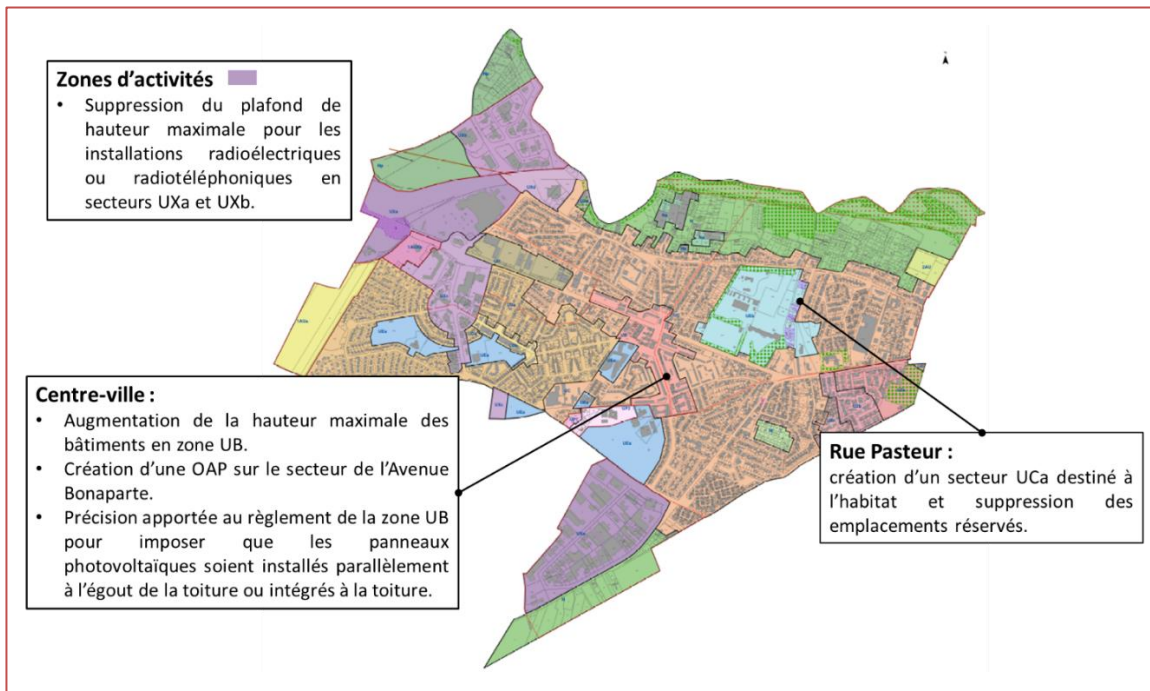 Zones d’activités
• Suppression du plafond de
hauteur maximale pour les
installations radioélectriques
ou radiotéléphoniques en
secteurs UXa et UXb.
Centre-ville :
• Augmentation de la hauteur maximale des
bâtiments en zone UB.
• Création d’une OAP sur le secteur de l’Avenue
Bonaparte.
• Précision apportée au règlement de la zone UB
pour imposer que les panneaux
photovoltaïques soient installés parallèlement
à l’égout de la toiture ou intégrés à la toiture.
Rue Pasteur :
création d’un secteur UCa destiné à
l’habitat et suppression des
emplacements réservés.